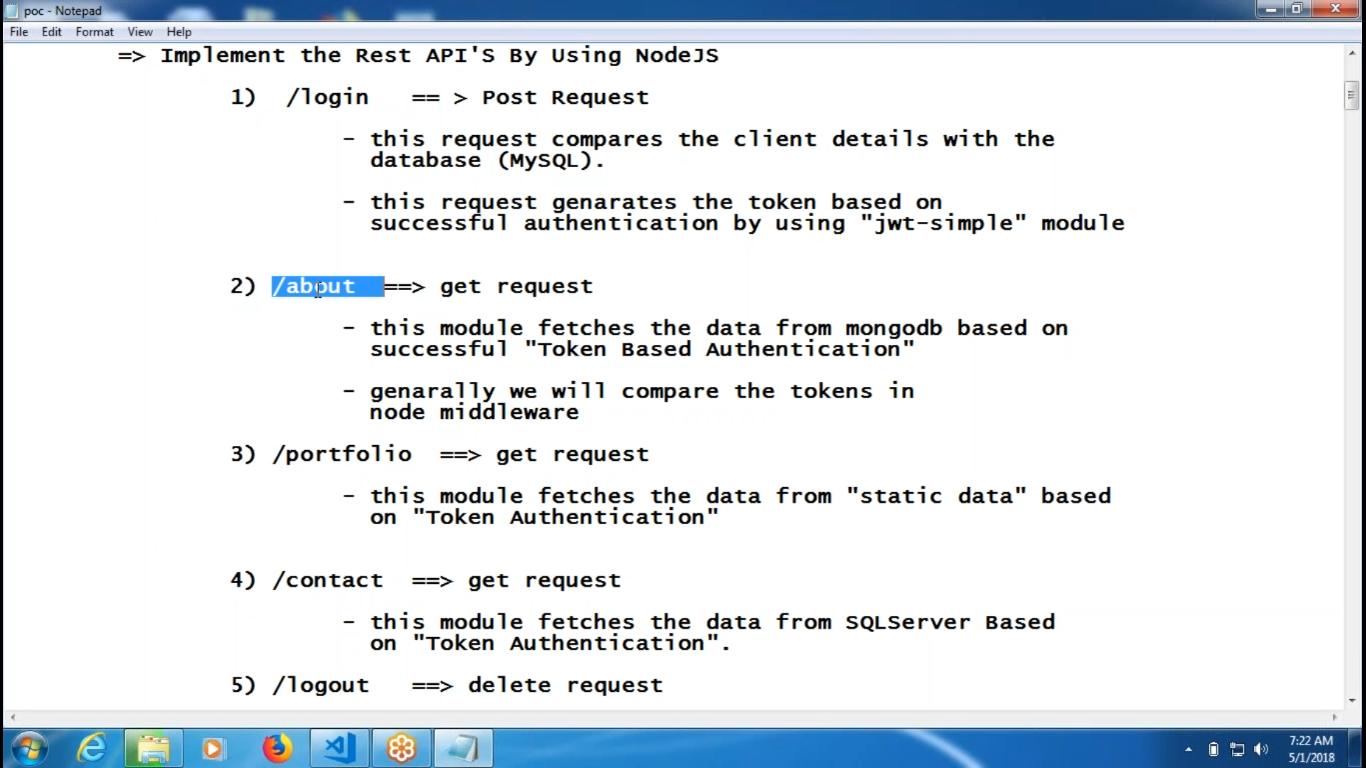 poc - Notepad
File Edit Format View Help
=> Implement the Rest API'S By Using NodeJS
1) /login == > Post Request
- this request compares the client details with the
database (MySQL).
- this request genarates the token based on
successful authentication by using "jwt-simple" module
2) /about ==> get request
- this module fetches the data from mongodb based on
successful "Token Based Authentication"
- genarally we will compare the tokens in
node middleware
3) /portfolio ==> get request
- this module fetches the data from "static data" based
on "Token Authentication"
4) /contact ==> get request
- this module fetches the data from SQLServer Based
on "Token Authentication".
5) /logout ==> delete request
7:22 AM
5/1/2018